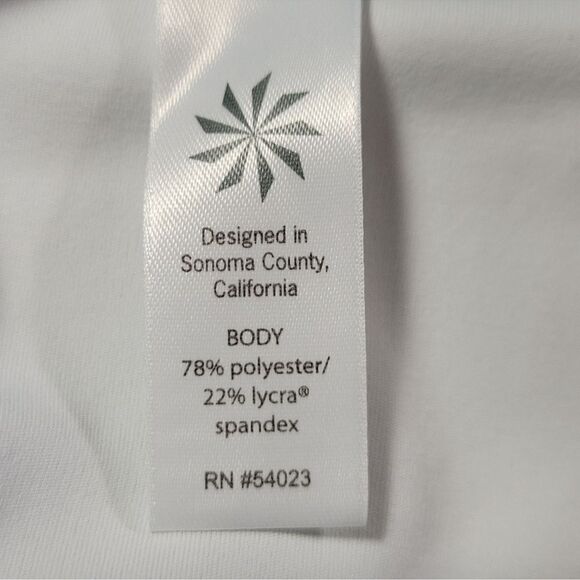 Designed in
Sonoma County,
California
BODY
78% polyester/
22% lycra®
spandex
RN #54023